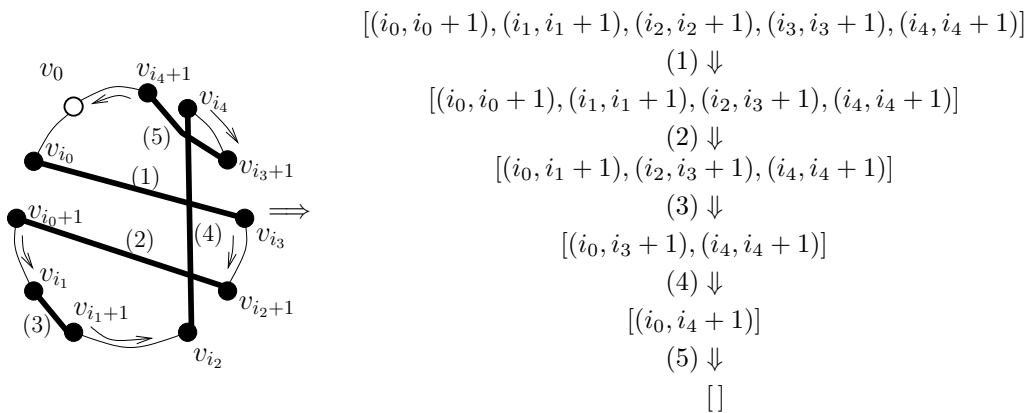 v_0
v_{i_4+1}
v_{i_4}
(5)
v_{i_0}
v_{i_3+1}
(1)
v_{i_0+1}
(2)
(4)
v_{i_3}
v_{i_1}
v_{i_2+1}
(3)
v_{i_1+1}
v_{i_2}
⟹
[(i_0, i_0 + 1), (i_1, i_1 + 1), (i_2, i_2 + 1), (i_3, i_3 + 1), (i_4, i_4 + 1)]
(1) ⇓
[(i_0, i_0 + 1), (i_1, i_1 + 1), (i_2, i_3 + 1), (i_4, i_4 + 1)]
(2) ⇓
[(i_0, i_1 + 1), (i_2, i_3 + 1), (i_4, i_4 + 1)]
(3) ⇓
[(i_0, i_3 + 1), (i_4, i_4 + 1)]
(4) ⇓
[(i_0, i_4 + 1)]
(5) ⇓
[ ]